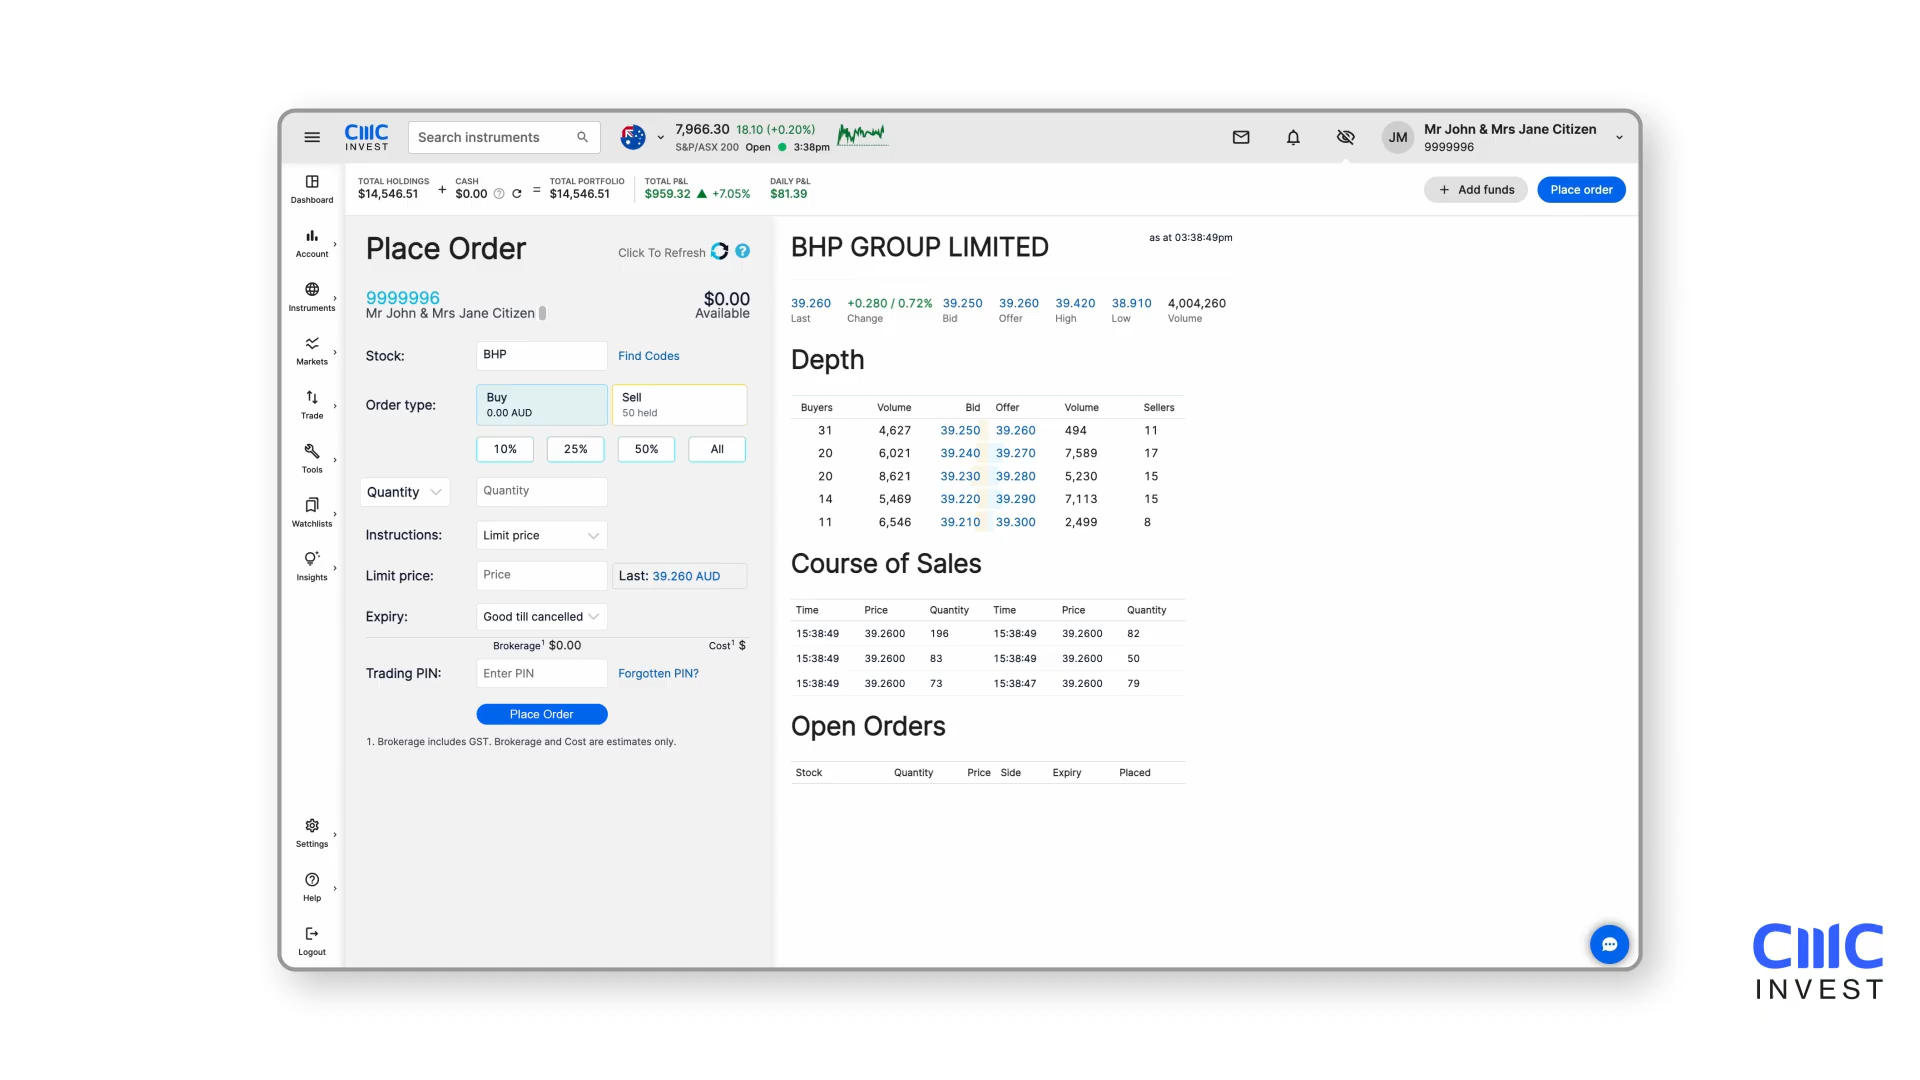 CMC INVEST
Search instruments
7,966.30 18.10 (+0.20%)
S&P/ASX 200 Open 3:38pm
JM
Mr John & Mrs Jane Citizen
9999996
Dashboard
Account
Instruments
Markets
Trade
Tools
Watchlists
Insights
Settings
Help
Logout
TOTAL HOLDINGS
$14,546.51
+
CASH
$0.00 ?
=
TOTAL PORTFOLIO
$14,546.51
TOTAL P&L
$959.32 ▲ +7.05%
DAILY P&L
$81.39
+ Add funds
Place order
Place Order
Click To Refresh ?
9999996
Mr John & Mrs Jane Citizen
$0.00
Available
Stock: BHP Find Codes
Order type:
Buy
0.00 AUD
Sell
50 held
10% 25% 50% All
Quantity Quantity
Instructions: Limit price
Limit price: Price Last: 39.260 AUD
Expiry: Good till cancelled
Brokerage1 $0.00 Cost1 $
Trading PIN: Enter PIN Forgotten PIN?
Place Order
1. Brokerage includes GST. Brokerage and Cost are estimates only.
BHP GROUP LIMITED
as at 03:38:49pm
39.260 +0.280 / 0.72% 39.250 39.260 39.420 38.910 4,004,260
Last Change Bid Offer High Low Volume
Depth
Buyers Volume Bid Offer Volume Sellers
31 4,627 39.250 39.260 494 11
20 6,021 39.240 39.270 7,589 17
20 8,621 39.230 39.280 5,230 15
14 5,469 39.220 39.290 7,113 15
11 6,546 39.210 39.300 2,499 8
Course of Sales
Time Price Quantity Time Price Quantity
15:38:49 39.2600 196 15:38:49 39.2600 82
15:38:49 39.2600 83 15:38:49 39.2600 50
15:38:49 39.2600 73 15:38:47 39.2600 79
Open Orders
Stock Quantity Price Side Expiry Placed
CMC
INVEST